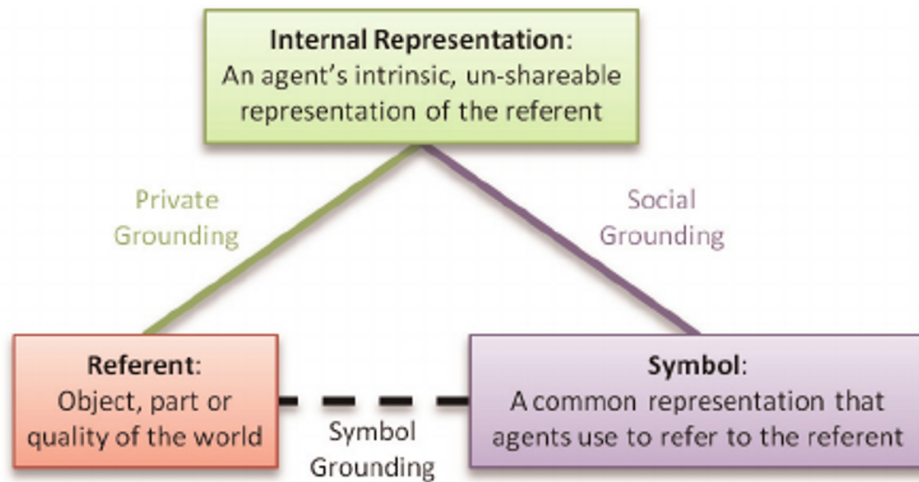 Internal Representation:
An agent's intrinsic, un-shareable
representation of the referent
Private
Grounding
Social
Grounding
Referent:
Object, part or
quality of the world
Symbol
Grounding
Symbol:
A common representation that
agents use to refer to the referent